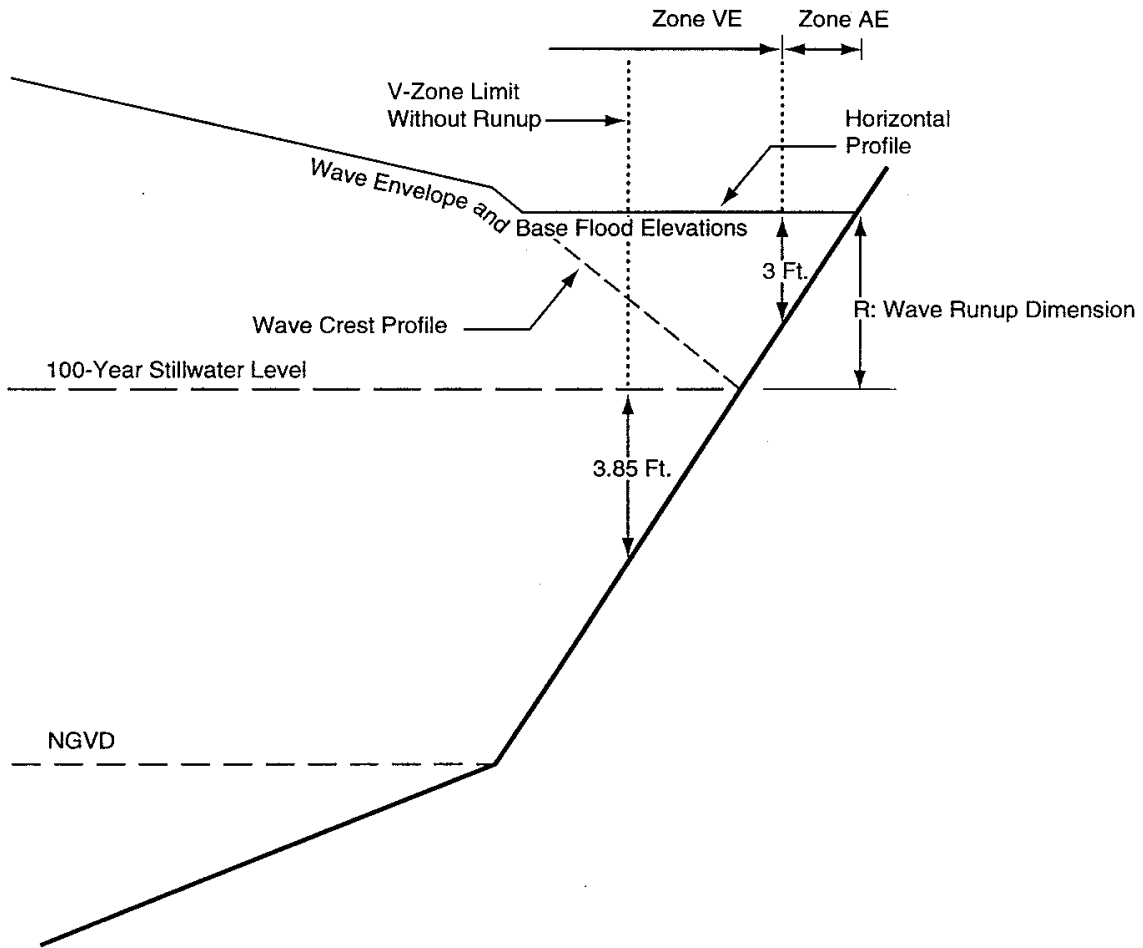 Zone VE
Zone AE
V-Zone Limit
Without Runup
Horizontal
Profile
Wave Envelope and Base Flood Elevations
3 Ft.
R: Wave Runup Dimension
Wave Crest Profile
100-Year Stillwater Level
3.85 Ft.
NGVD